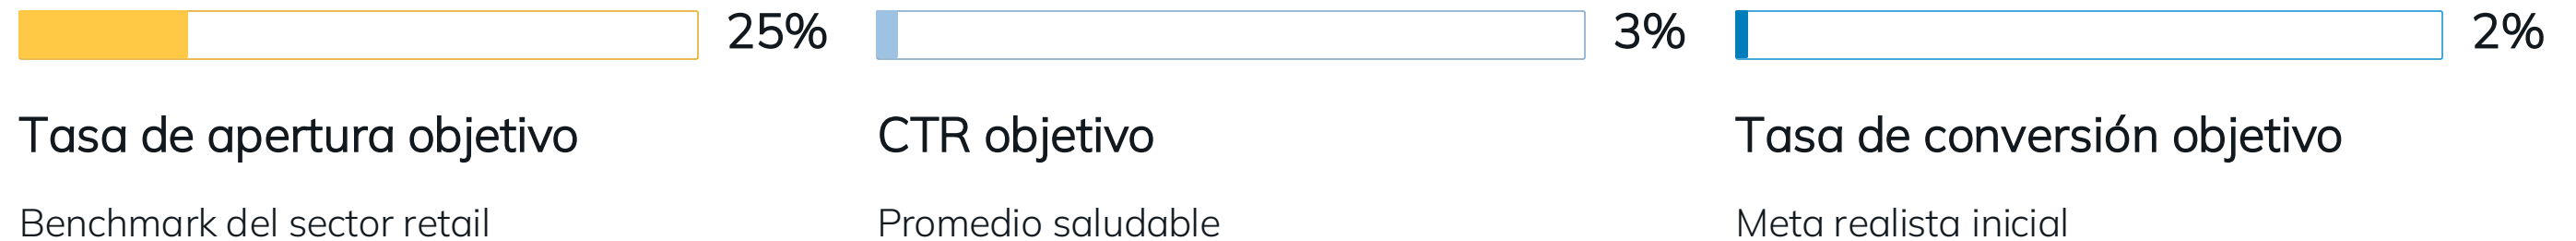 25%
Tasa de apertura objetivo
Benchmark del sector retail
3%
CTR objetivo
Promedio saludable
2%
Tasa de conversión objetivo
Meta realista inicial